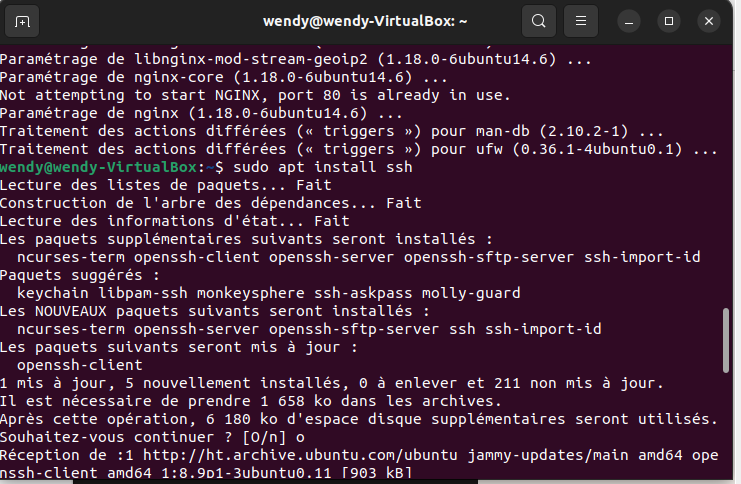 wendy@wendy-VirtualBox: ~
Paramétrage de libnginx-mod-stream-geoip2 (1.18.0-6ubuntu14.6) ...
Paramétrage de nginx-core (1.18.0-6ubuntu14.6) ...
Not attempting to start NGINX, port 80 is already in use.
Paramétrage de nginx (1.18.0-6ubuntu14.6) ...
Traitement des actions différées (« triggers ») pour man-db (2.10.2-1) ...
Traitement des actions différées (« triggers ») pour ufw (0.36.1-4ubuntu0.1) ...
wendy@wendy-VirtualBox:~$ sudo apt install ssh
Lecture des listes de paquets... Fait
Construction de l'arbre des dépendances... Fait
Lecture des informations d'état... Fait
Les paquets supplémentaires suivants seront installés :
  ncurses-term openssh-client openssh-server openssh-sftp-server ssh-import-id
Paquets suggérés :
  keychain libpam-ssh monkeysphere ssh-askpass molly-guard
Les NOUVEAUX paquets suivants seront installés :
  ncurses-term openssh-server openssh-sftp-server ssh ssh-import-id
Les paquets suivants seront mis à jour :
  openssh-client
1 mis à jour, 5 nouvellement installés, 0 à enlever et 211 non mis à jour.
Il est nécessaire de prendre 1 658 ko dans les archives.
Après cette opération, 6 180 ko d'espace disque supplémentaires seront utilisés.
Souhaitez-vous continuer ? [O/n] o
Réception de :1 http://ht.archive.ubuntu.com/ubuntu jammy-updates/main amd64 ope
nssh-client amd64 1:8.9p1-3ubuntu0.11 [903 kB]